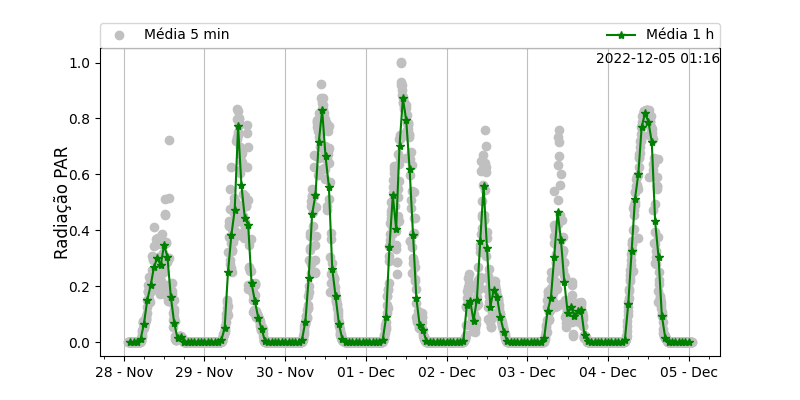 Média 5 min
Média 1 h
2022-12-05 01:16
Radiação PAR
1.0
0.8
0.6
0.4
0.2
0.0
28 - Nov
29 - Nov
30 - Nov
01 - Dec
02 - Dec
03 - Dec
04 - Dec
05 - Dec